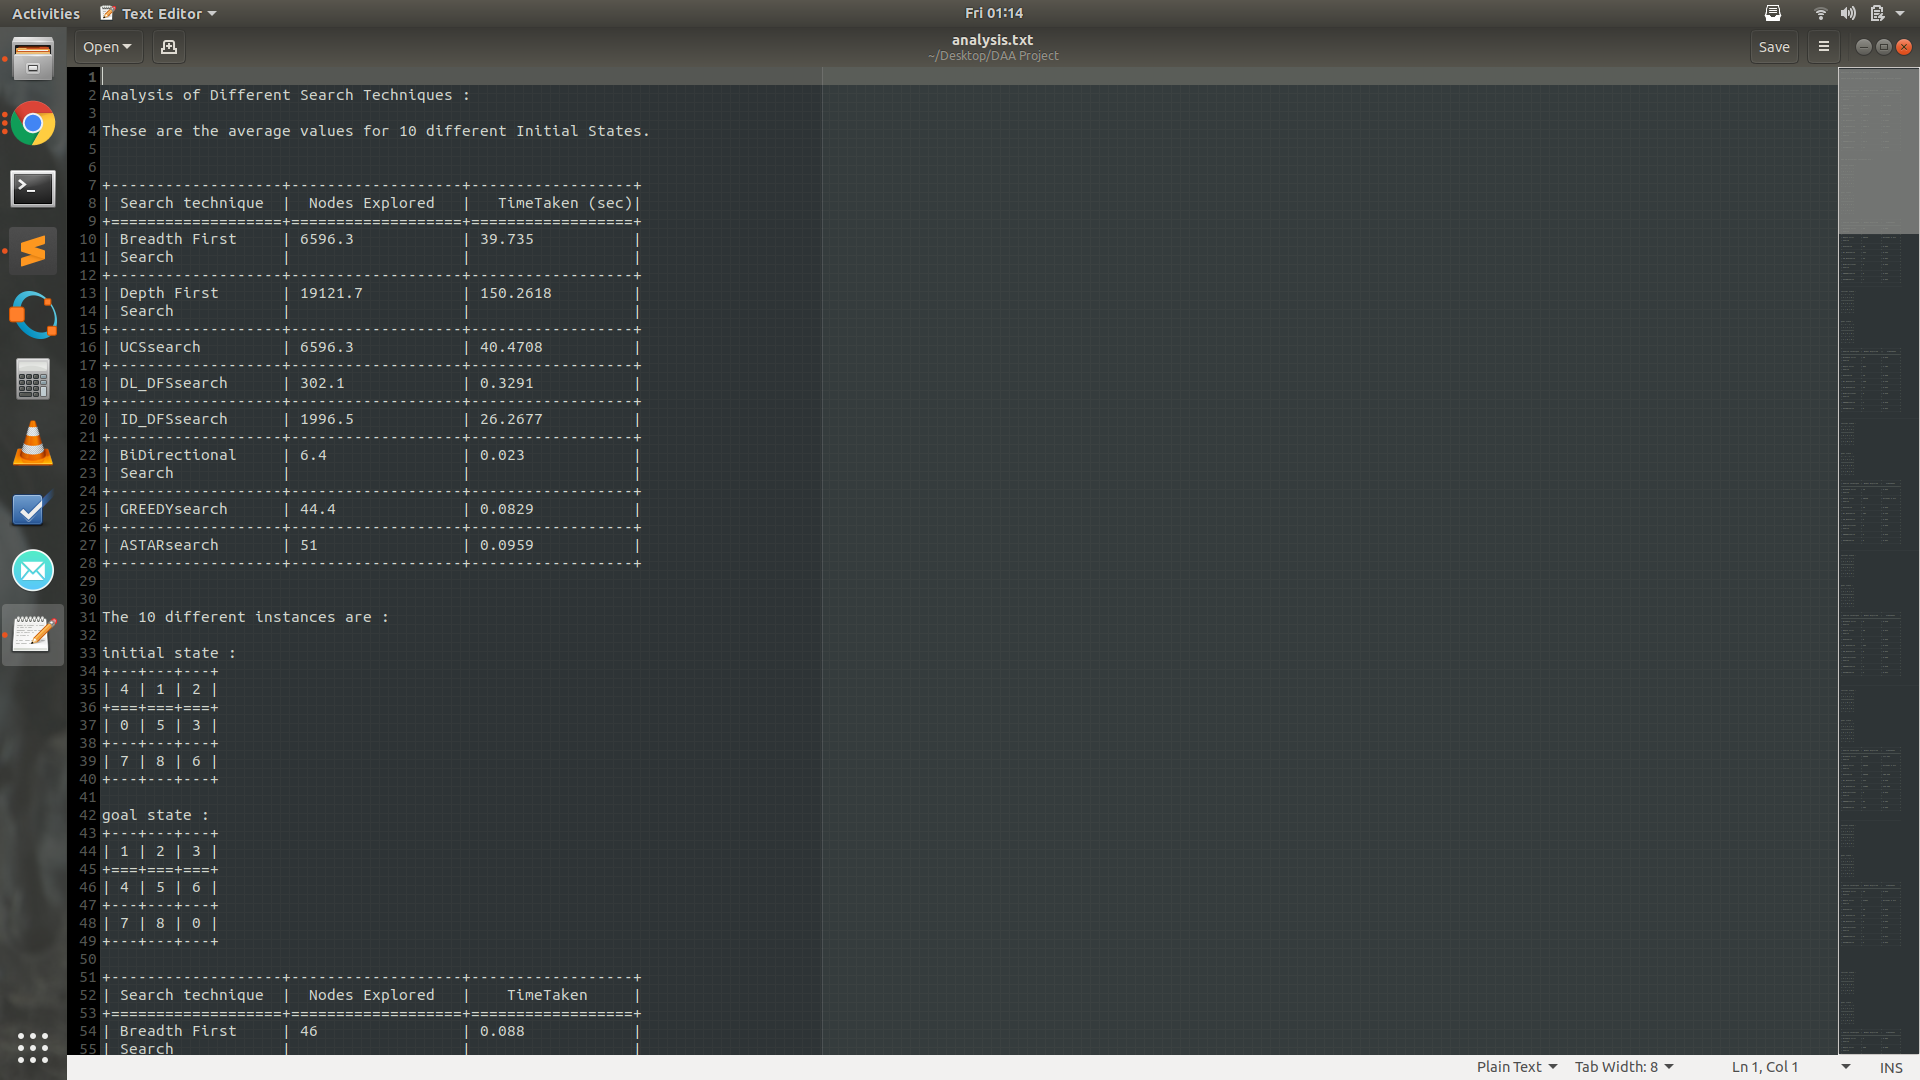 Activities Text Editor Fri 01:14
Open analysis.txt Save
~/Desktop/DAA Project
1
2 Analysis of Different Search Techniques :
3
4 These are the average values for 10 different Initial States.
5
6
7 +-------------------+-------------------+------------------+
8 | Search technique | Nodes Explored | TimeTaken (sec)|
9 +===================+===================+==================+
10 | Breadth First | 6596.3 | 39.735 |
11 | Search | | |
12 +-------------------+-------------------+------------------+
13 | Depth First | 19121.7 | 150.2618 |
14 | Search | | |
15 +-------------------+-------------------+------------------+
16 | UCSsearch | 6596.3 | 40.4708 |
17 +-------------------+-------------------+------------------+
18 | DL_DFSsearch | 302.1 | 0.3291 |
19 +-------------------+-------------------+------------------+
20 | ID_DFSsearch | 1996.5 | 26.2677 |
21 +-------------------+-------------------+------------------+
22 | BiDirectional | 6.4 | 0.023 |
23 | Search | | |
24 +-------------------+-------------------+------------------+
25 | GREEDYsearch | 44.4 | 0.0829 |
26 +-------------------+-------------------+------------------+
27 | ASTARsearch | 51 | 0.0959 |
28 +-------------------+-------------------+------------------+
29
30
31 The 10 different instances are :
32
33 initial state :
34 +---+---+---+
35 | 4 | 1 | 2 |
36 +===+===+===+
37 | 0 | 5 | 3 |
38 +---+---+---+
39 | 7 | 8 | 6 |
40 +---+---+---+
41
42 goal state :
43 +---+---+---+
44 | 1 | 2 | 3 |
45 +===+===+===+
46 | 4 | 5 | 6 |
47 +---+---+---+
48 | 7 | 8 | 0 |
49 +---+---+---+
50
51 +-------------------+-------------------+------------------+
52 | Search technique | Nodes Explored | TimeTaken |
53 +===================+===================+==================+
54 | Breadth First | 46 | 0.088 |
55 | Search | | |
Plain Text Tab Width: 8 Ln 1, Col 1 INS